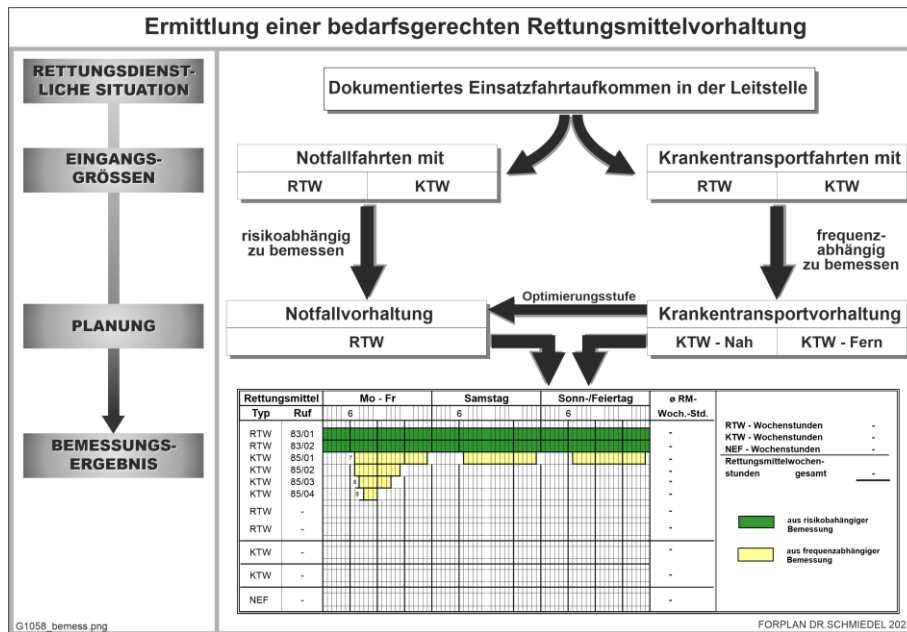 Ermittlung einer bedarfsgerechten Rettungsmittelvorhaltung
RETTUNGSDIENST-
LICHE SITUATION
EINGANGS-
GRÖSSEN
PLANUNG
BEMESSUNGS-
ERGEBNIS
Dokumentiertes Einsatzfahrtaufkommen in der Leitstelle
Notfallfahrten mit
RTW KTW
Krankentransportfahrten mit
RTW KTW
risikoabhängig
zu bemessen
frequenz-
abhängig
zu bemessen
Optimierungsstufe
Notfallvorhaltung
RTW
Krankentransportvorhaltung
KTW - Nah KTW - Fern
Rettungsmittel Mo - Fr Samstag Sonn-/Feiertag ø RM-
Typ Ruf 6 6 6 Woch.-Std.
RTW 83/01 -
RTW 83/02 -
KTW 85/01 7 -
KTW 85/02 -
KTW 85/03 8 -
KTW 85/04 9 -
RTW - -
RTW - -
KTW - -
KTW - -
NEF - -
RTW - Wochenstunden -
KTW - Wochenstunden -
NEF - Wochenstunden -
Rettungsmittelwochen-
stunden gesamt -
aus risikobahängiger
Bemessung
aus frequenzabhängiger
Bemessung
G1058_bemess.png
FORPLAN DR.SCHMIEDEL 202